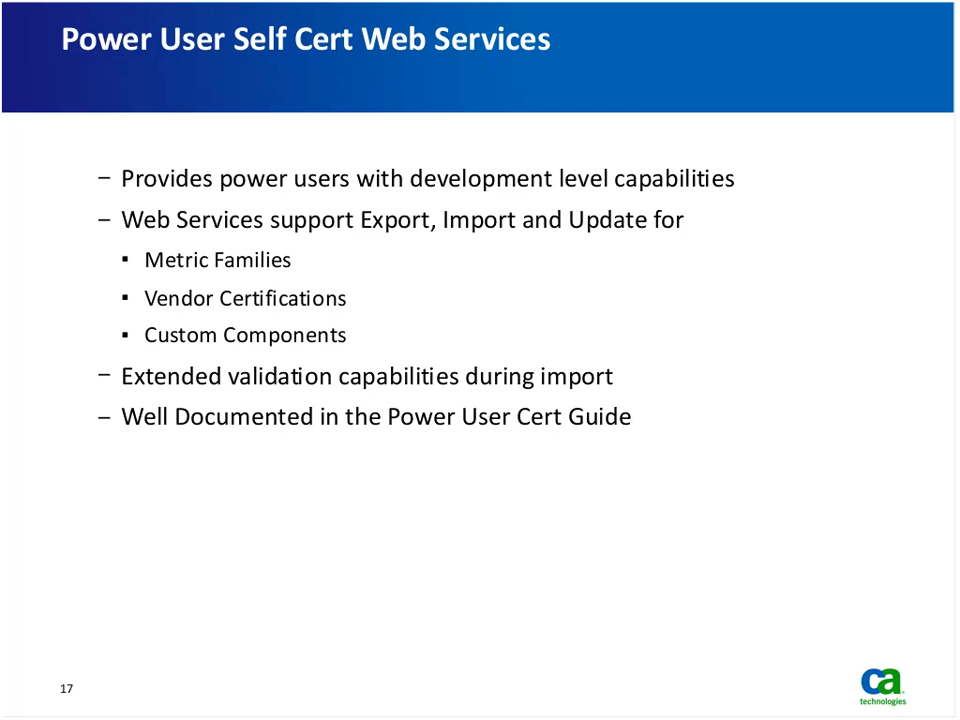 Power User Self Cert Web Services
– Provides power users with development level capabilities
– Web Services support Export, Import and Update for
▪ Metric Families
▪ Vendor Certifications
▪ Custom Components
– Extended validation capabilities during import
– Well Documented in the Power User Cert Guide
17
ca
technologies